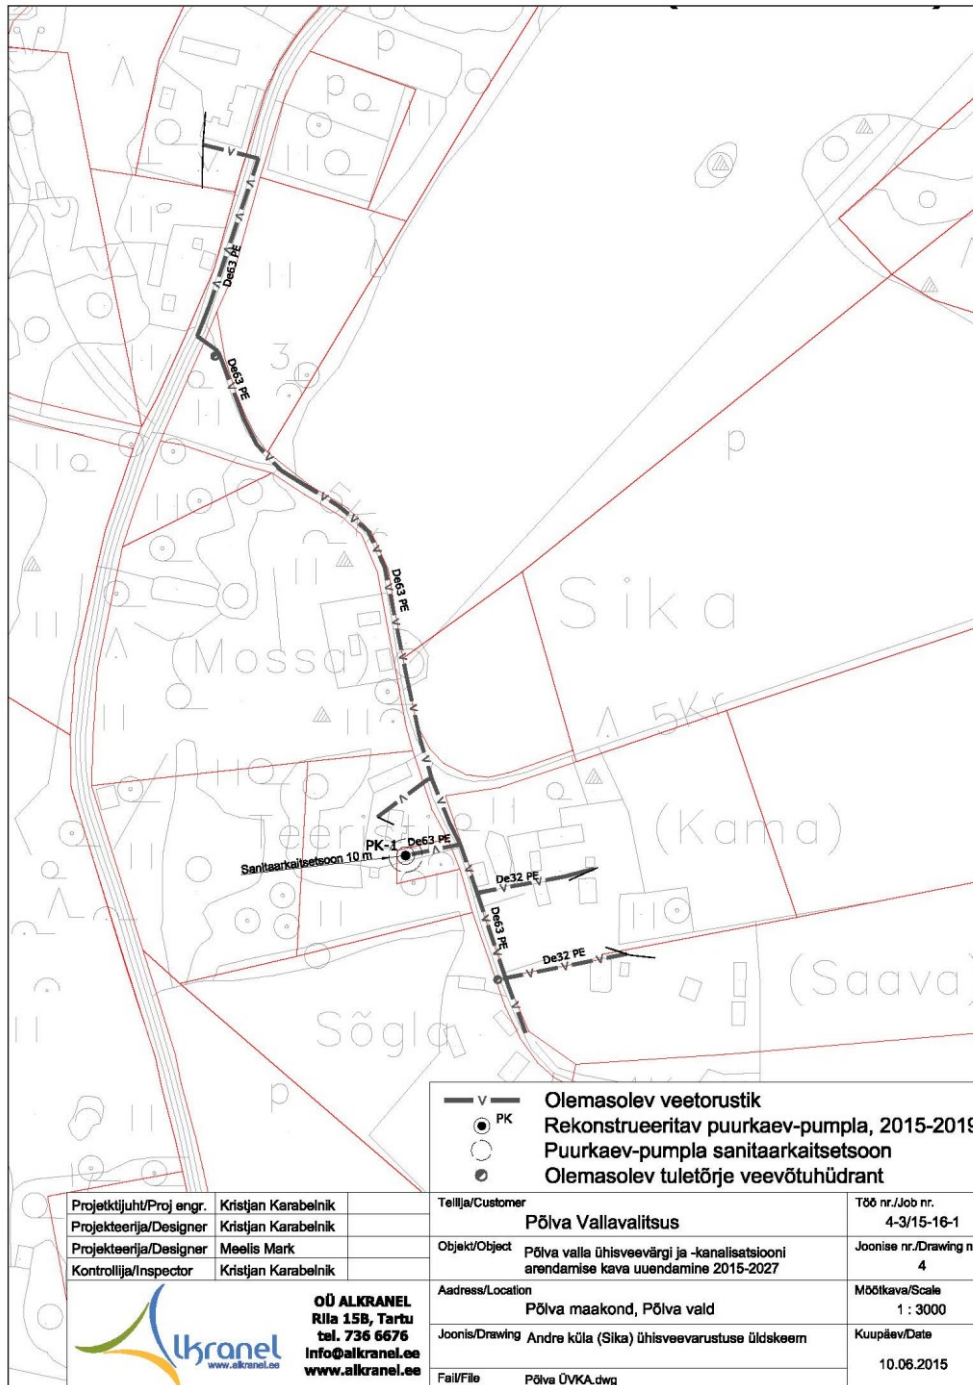 p
p
De63 PE
De63 PE
3
p
5Kr
De63 PE
Sika
(Mossa)
5Kr
Teeristi
(Kama)
PK-1
De63 PE
Sanitaarkaitsetsoon 10 m
De32 PE
De63 PE
De32 PE
(Saava)
Sõgla
p
Olemasolev veetorustik
PK
Rekonstrueeritav puurkaev-pumpla, 2015-2019
Puurkaev-pumpla sanitaarkaitsetsoon
Olemasolev tuletõrje veevõtuhüdrant
Projektijuht/Proj engr. Kristjan Karabelnik
Projekteerija/Designer Kristjan Karabelnik
Projekteerija/Designer Meelis Mark
Kontrollija/Inspector Kristjan Karabelnik
Tellija/Customer
Põlva Vallavalitsus
Töö nr./Job nr.
4-3/15-16-1
Objekt/Object
Põlva valla ühisveevärgi ja -kanalisatsiooni
arendamise kava uuendamine 2015-2027
Joonise nr./Drawing n
4
Aadress/Location
Põlva maakond, Põlva vald
Mõõtkava/Scale
1 : 3000
Joonis/Drawing Andre küla (Sika) ühisveevarustuse üldskeem
Kuupäev/Date
10.06.2015
Fail/File Põlva ÜVKA.dwg
Alkranel
www.alkranel.ee
OÜ ALKRANEL
Riia 15B, Tartu
tel. 736 6676
info@alkranel.ee
www.alkranel.ee